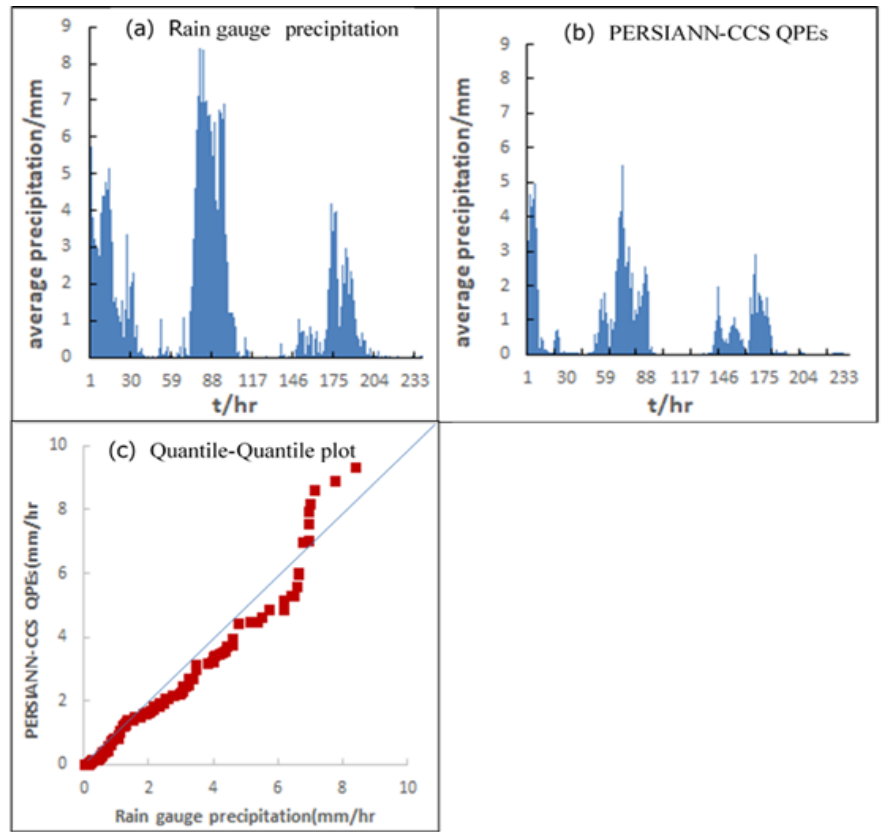 (a) Rain gauge precipitation
average precipitation/mm
9
8
7
6
5
4
3
2
1
0
1 30 59 88 117 146 175 204 233
t/hr
(b) PERSIANN-CCS QPEs
average precipitation/mm
9
8
7
6
5
4
3
2
1
0
1 30 59 88 117 146 175 204 233
t/hr
(c) Quantile-Quantile plot
PERSIANN-CCS QPEs(mm/hr)
10
8
6
4
2
0
0 2 4 6 8 10
Rain gauge precipitation(mm/hr